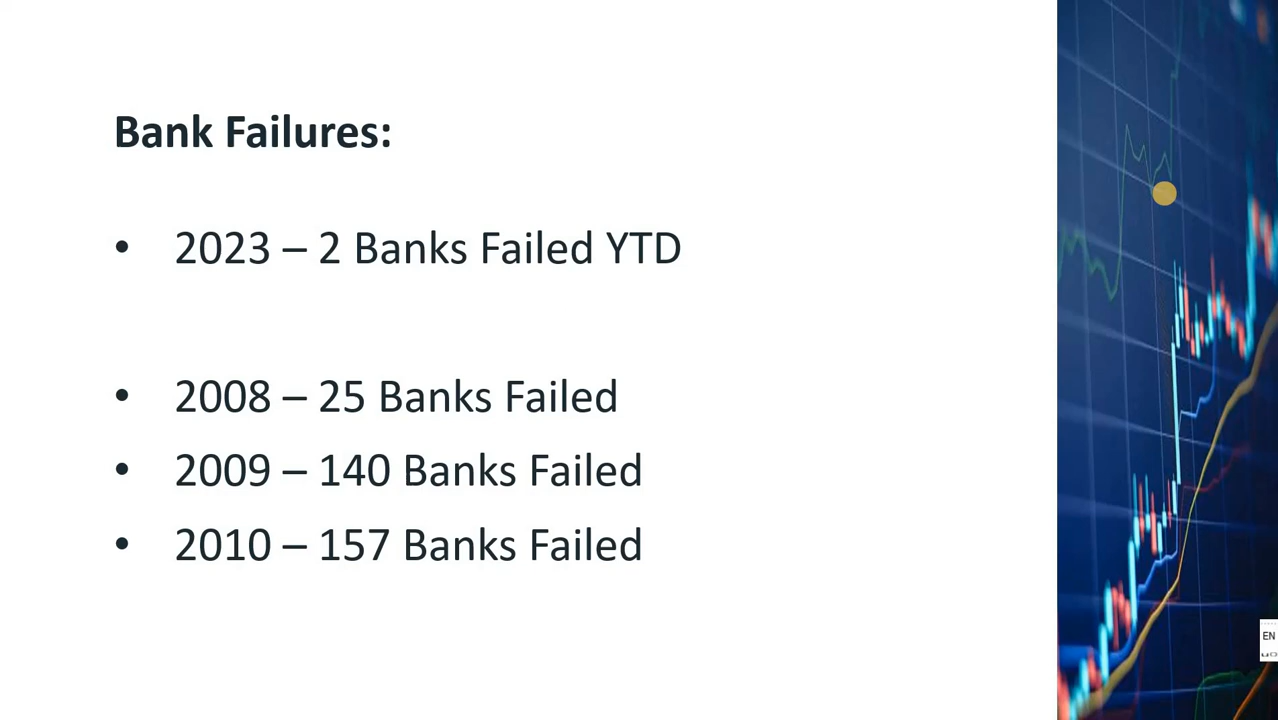 Bank Failures:
• 2023 – 2 Banks Failed YTD
• 2008 – 25 Banks Failed
• 2009 – 140 Banks Failed
• 2010 – 157 Banks Failed
EN